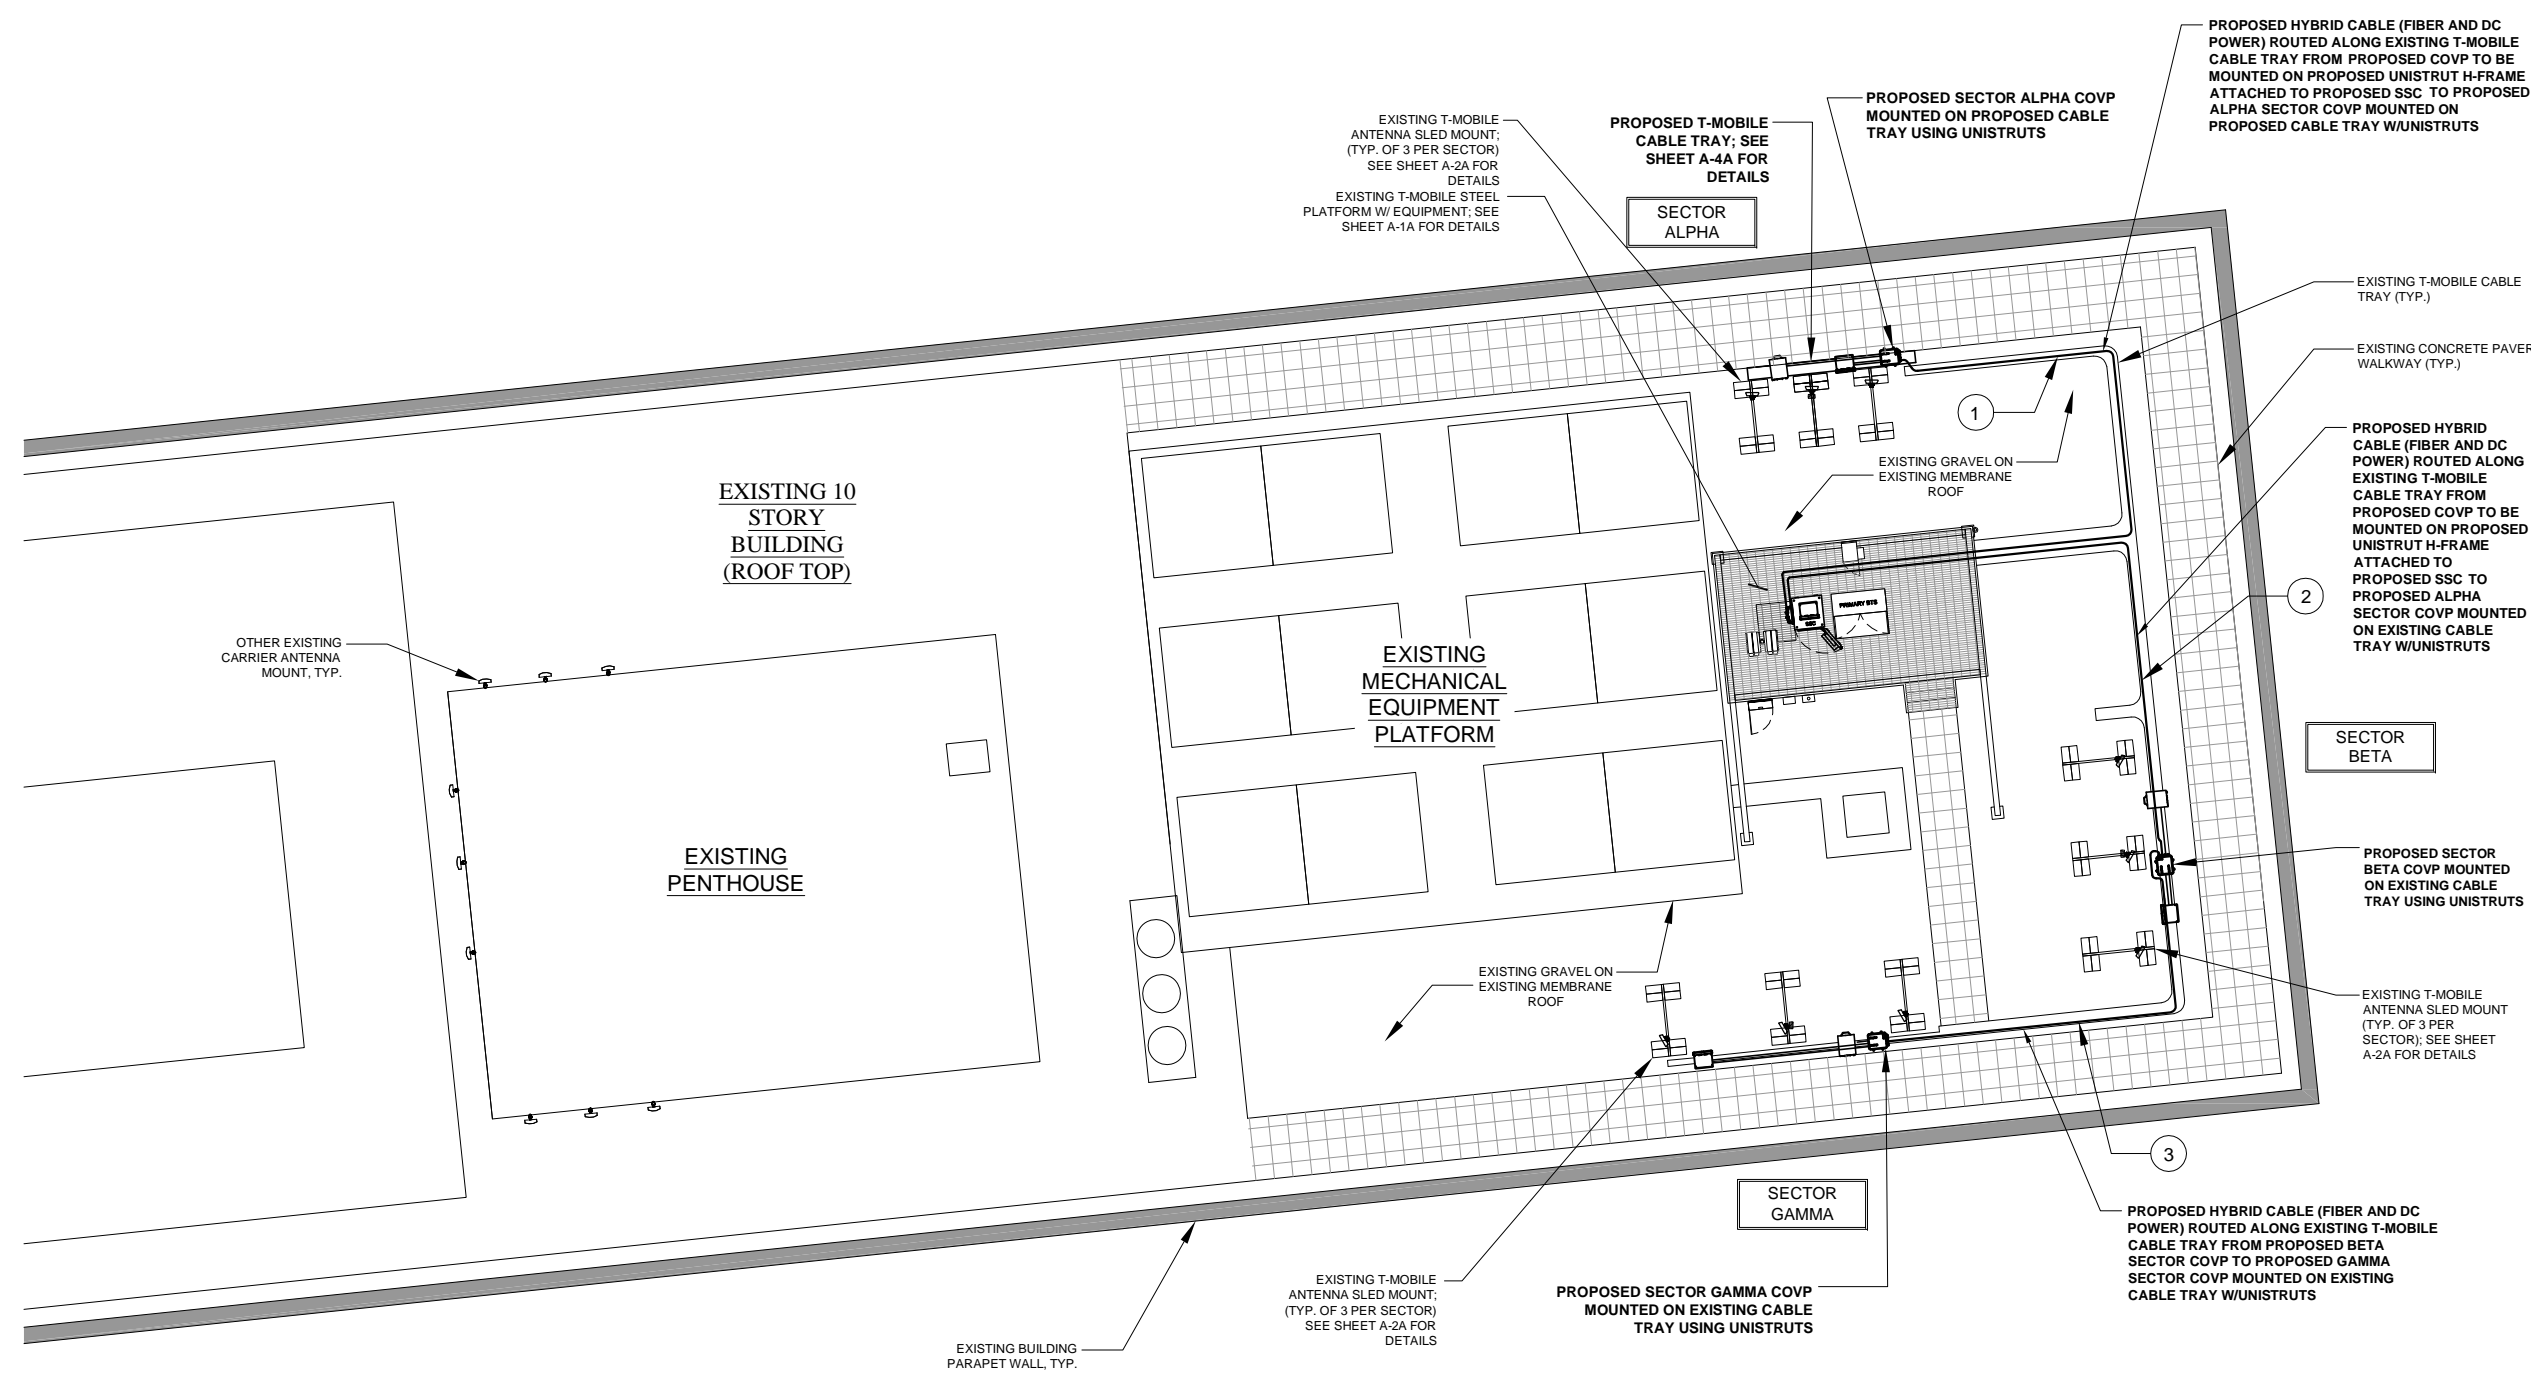 PROPOSED HYBRID CABLE (FIBER AND DC
POWER) ROUTED ALONG EXISTING T-MOBILE
CABLE TRAY FROM PROPOSED COVP TO BE
MOUNTED ON PROPOSED UNISTRUT H-FRAME
ATTACHED TO PROPOSED SSC TO PROPOSED
ALPHA SECTOR COVP MOUNTED ON
PROPOSED CABLE TRAY W/UNISTRUTS
PROPOSED SECTOR ALPHA COVP
MOUNTED ON PROPOSED CABLE
TRAY USING UNISTRUTS
PROPOSED T-MOBILE
CABLE TRAY; SEE
SHEET A-4A FOR
DETAILS
EXISTING T-MOBILE
ANTENNA SLED MOUNT;
(TYP. OF 3 PER SECTOR)
SEE SHEET A-2A FOR
DETAILS
EXISTING T-MOBILE STEEL
PLATFORM W/ EQUIPMENT; SEE
SHEET A-1A FOR DETAILS
SECTOR
ALPHA
EXISTING T-MOBILE CABLE
TRAY (TYP.)
EXISTING CONCRETE PAVER
WALKWAY (TYP.)
1
EXISTING GRAVEL ON
EXISTING MEMBRANE
ROOF
PROPOSED HYBRID
CABLE (FIBER AND DC
POWER) ROUTED ALONG
EXISTING T-MOBILE
CABLE TRAY FROM
PROPOSED COVP TO BE
MOUNTED ON PROPOSED
UNISTRUT H-FRAME
ATTACHED TO
PROPOSED SSC TO
PROPOSED ALPHA
SECTOR COVP MOUNTED
ON EXISTING CABLE
TRAY W/UNISTRUTS
EXISTING 10
STORY
BUILDING
(ROOF TOP)
2
PRIMARY BTS
SSC
OTHER EXISTING
CARRIER ANTENNA
MOUNT, TYP.
EXISTING
MECHANICAL
EQUIPMENT
PLATFORM
SECTOR
BETA
EXISTING
PENTHOUSE
PROPOSED SECTOR
BETA COVP MOUNTED
ON EXISTING CABLE
TRAY USING UNISTRUTS
EXISTING GRAVEL ON
EXISTING MEMBRANE
ROOF
EXISTING T-MOBILE
ANTENNA SLED MOUNT
(TYP. OF 3 PER
SECTOR); SEE SHEET
A-2A FOR DETAILS
3
SECTOR
GAMMA
PROPOSED HYBRID CABLE (FIBER AND DC
POWER) ROUTED ALONG EXISTING T-MOBILE
CABLE TRAY FROM PROPOSED BETA
SECTOR COVP TO PROPOSED GAMMA
SECTOR COVP MOUNTED ON EXISTING
CABLE TRAY W/UNISTRUTS
EXISTING T-MOBILE
ANTENNA SLED MOUNT;
(TYP. OF 3 PER SECTOR)
SEE SHEET A-2A FOR
DETAILS
PROPOSED SECTOR GAMMA COVP
MOUNTED ON EXISTING CABLE
TRAY USING UNISTRUTS
EXISTING BUILDING
PARAPET WALL, TYP.